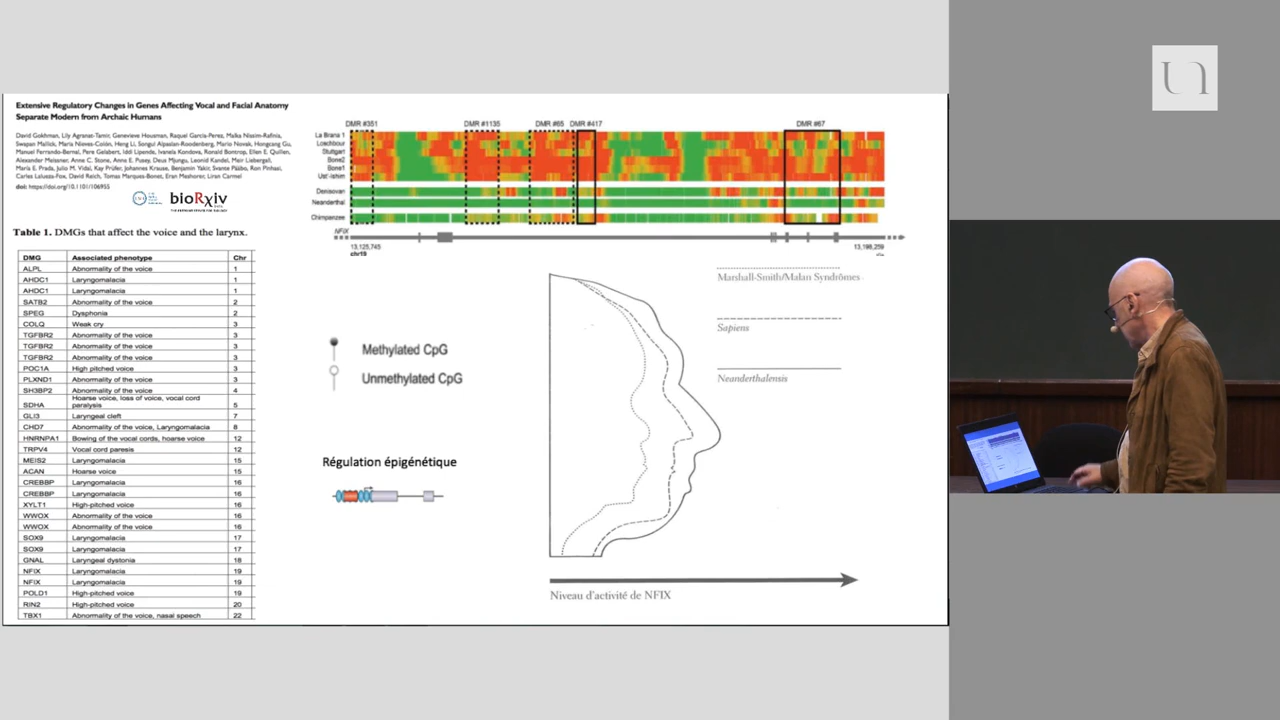 Extensive Regulatory Changes in Genes Affecting Vocal and Facial Anatomy
Separate Modern from Archaic Humans
David Gokhman, Lily Agranat-Tamir, Genevieve Housman, Raquel Garcia-Perez, Malka Nissim-Rafinia,
Swapan Mallick, Maria Nieves-Colón, Heng Li, Songul Alpaslan-Roodenberg, Mario Novak, Hongcang Gu,
Manuel Ferrando-Bernal, Pere Gelabert, Iddi Lipende, Ivanela Kondova, Ronald Bontrop, Ellen E. Quillen,
Alexander Meissner, Anne C. Stone, Anne E. Pusey, Deus Mjungu, Leonid Kandel, Meir Liebergall,
María E. Prada, Julio M. Vidal, Kay Prüfer, Johannes Krause, Benjamin Yakir, Svante Pääbo, Ron Pinhasi,
Carles Lalueza-Fox, David Reich, Tomas Marques-Bonet, Eran Meshorer, Liran Carmel
doi: https://doi.org/10.1101/106955
bioRxiv
Table 1. DMGs that affect the voice and the larynx.
DMG Associated phenotype Chr
ALPL Abnormality of the voice 1
AHDC1 Laryngomalacia 1
AHDC1 Laryngomalacia 1
SATB2 Abnormality of the voice 2
SPEG Dysphonia 2
COLQ Weak cry 3
TGFBR2 Abnormality of the voice 3
TGFBR2 Abnormality of the voice 3
TGFBR2 Abnormality of the voice 3
POC1A High pitched voice 3
PLXND1 Abnormality of the voice 3
SH3BP2 Abnormality of the voice 4
SDHA Hoarse voice, loss of voice, vocal cord paralysis 5
GLI3 Laryngeal cleft 7
CHD7 Abnormality of the voice, Laryngomalacia 8
HNRNPA1 Bowing of the vocal cords, hoarse voice 12
TRPV4 Vocal cord paresis 12
MEIS2 Laryngomalacia 15
ACAN Hoarse voice 15
CREBBP Laryngomalacia 16
CREBBP Laryngomalacia 16
XYLT1 High-pitched voice 16
WWOX Abnormality of the voice 16
WWOX Abnormality of the voice 16
SOX9 Laryngomalacia 17
SOX9 Laryngomalacia 17
GNAL Laryngeal dystonia 18
NFIX Laryngomalacia 19
NFIX Laryngomalacia 19
POLD1 High-pitched voice 19
RIN2 High-pitched voice 20
TBX1 Abnormality of the voice, nasal speech 22
DMR #351 DMR #1135 DMR #65 DMR #417 DMR #67
La Braña 1
Loschbour
Stuttgart
Bone2
Bone1
Ust'-Ishim
Denisovan
Neanderthal
Chimpanzee
NFIX
13,125,745 13,198,259
chr19
Methylated CpG
Unmethylated CpG
Régulation épigénétique
Marshall-Smith/Malan Syndrômes
Sapiens
Neanderthalensis
Niveau d'activité de NFIX